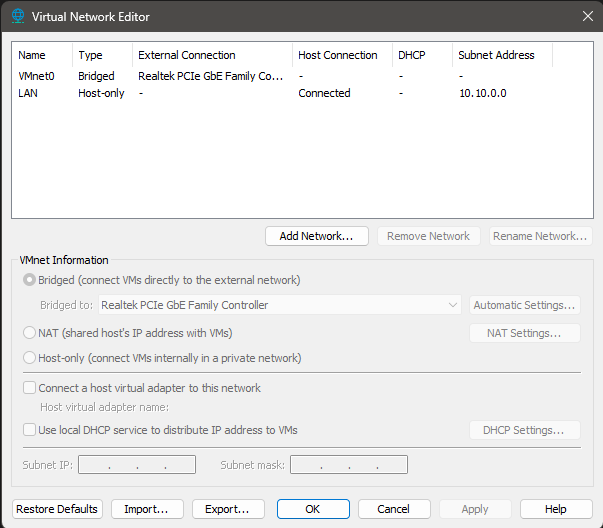 Virtual Network Editor
Name Type External Connection Host Connection DHCP Subnet Address
VMnet0 Bridged Realtek PCIe GbE Family Co... - - -
LAN Host-only - Connected - 10.10.0.0
Add Network... Remove Network Rename Network...
VMnet Information
Bridged (connect VMs directly to the external network)
Bridged to: Realtek PCIe GbE Family Controller Automatic Settings...
NAT (shared host's IP address with VMs) NAT Settings...
Host-only (connect VMs internally in a private network)
Connect a host virtual adapter to this network
Host virtual adapter name:
Use local DHCP service to distribute IP address to VMs DHCP Settings...
Subnet IP: . . . Subnet mask: . . .
Restore Defaults Import... Export... OK Cancel Apply Help